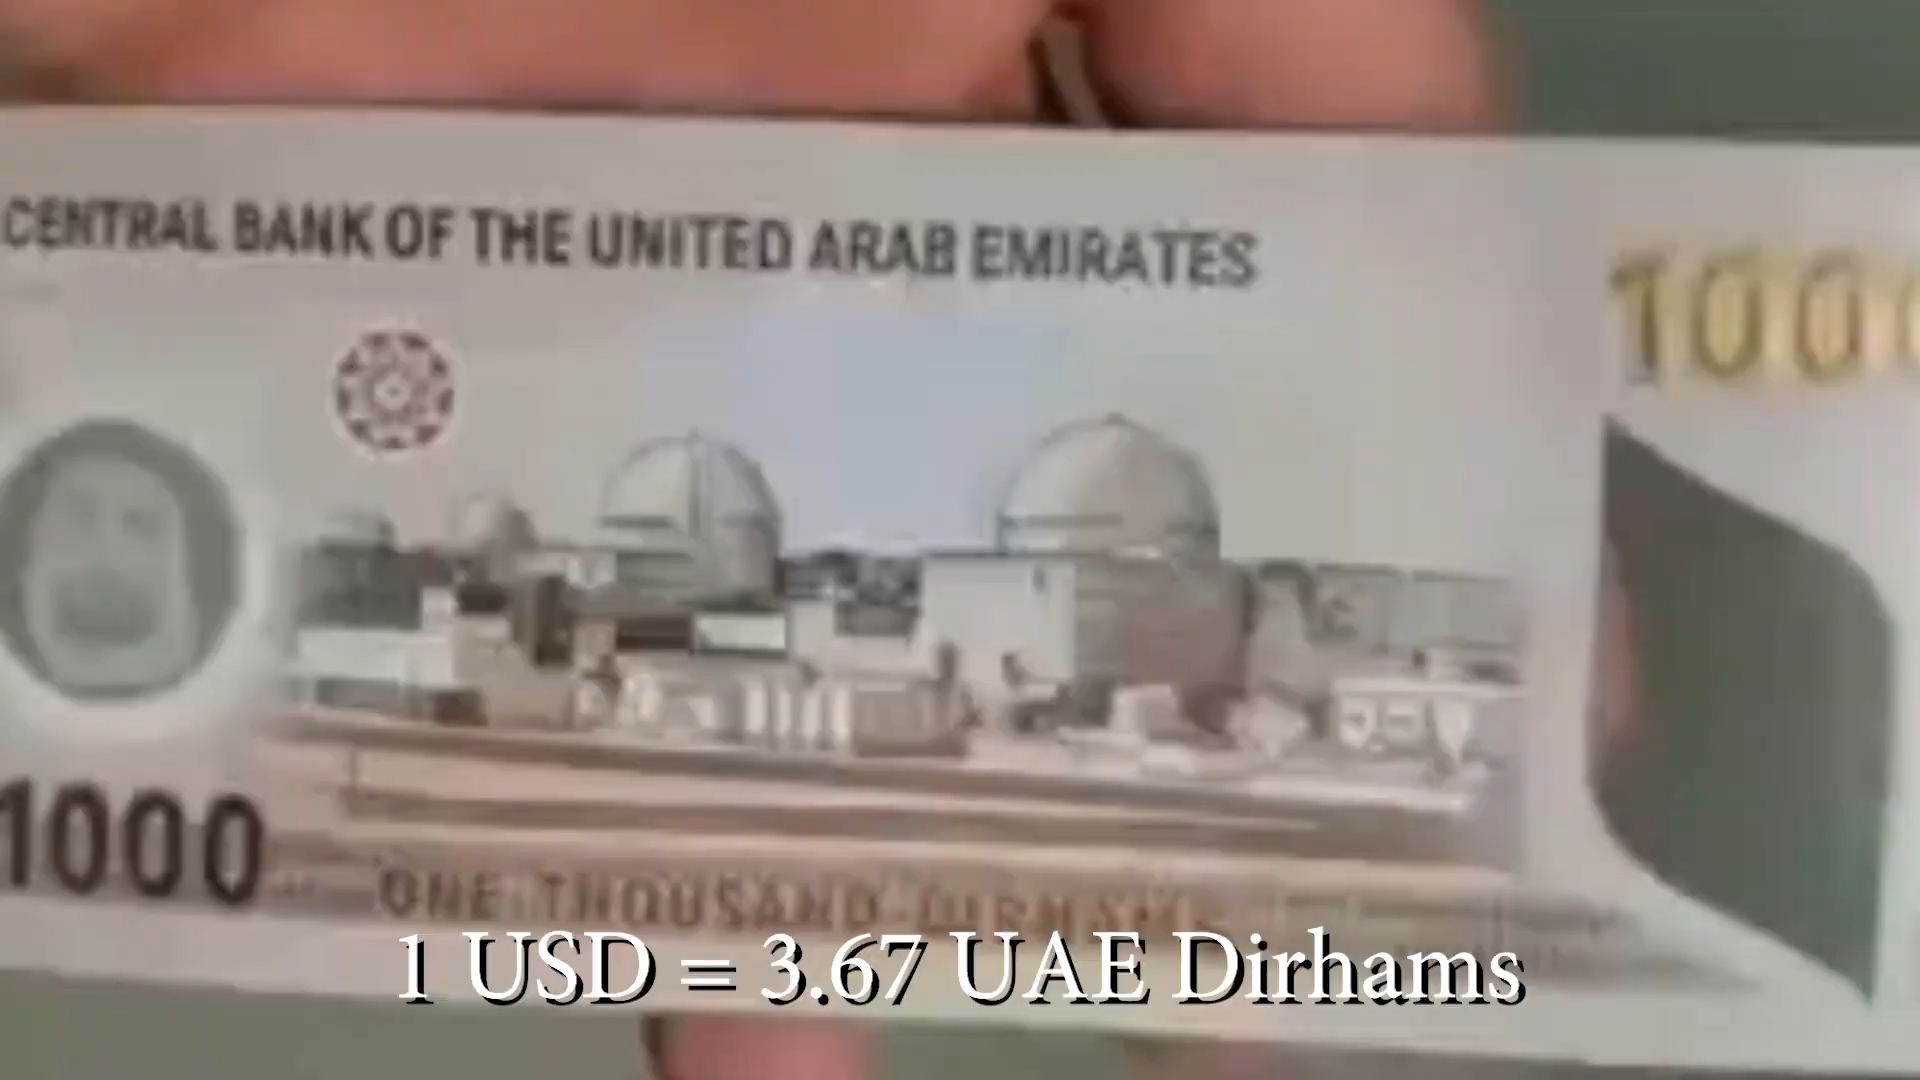 CENTRAL BANK OF THE UNITED ARAB EMIRATES
1000
1000
ONE THOUSAND DIRHAMS
1 USD = 3.67 UAE Dirhams